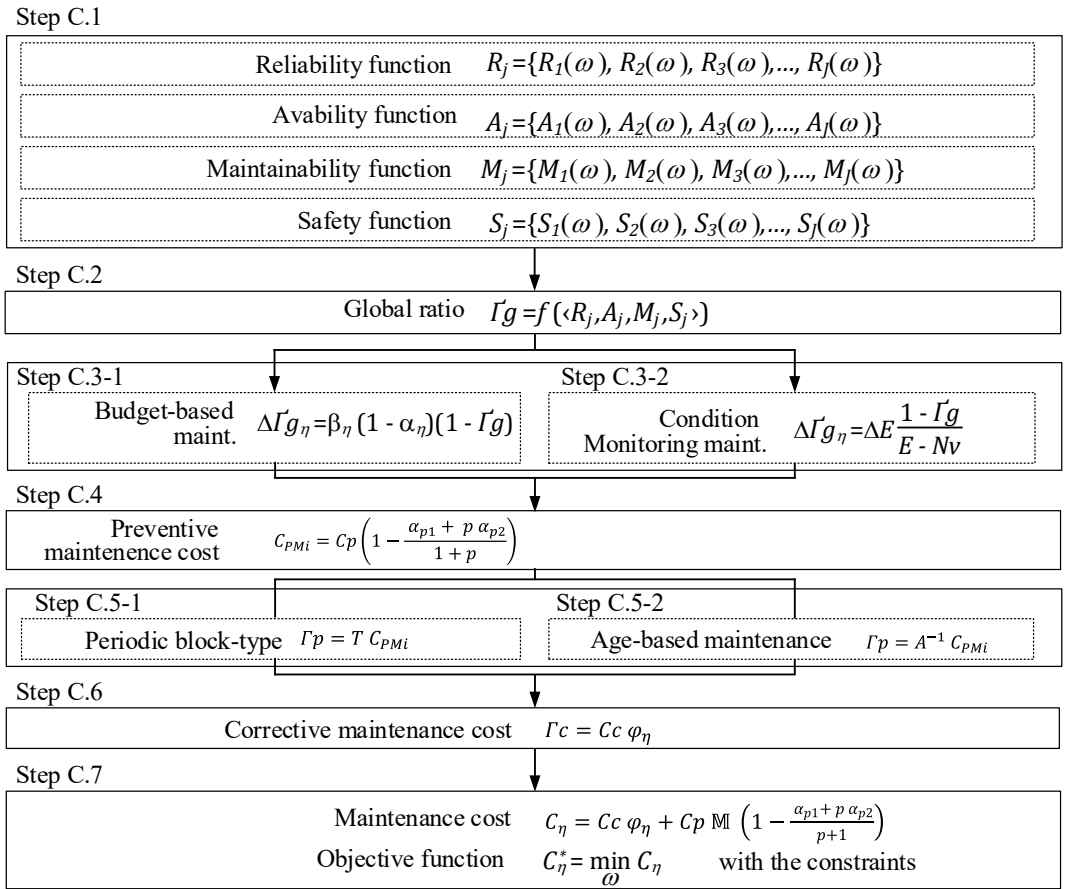 Step C.1
Reliability function R_j={R_1(ω), R_2(ω), R_3(ω),..., R_J(ω)}
Avability function A_j={A_1(ω), A_2(ω), A_3(ω),..., A_J(ω)}
Maintainability function M_j={M_1(ω), M_2(ω), M_3(ω),..., M_J(ω)}
Safety function S_j={S_1(ω), S_2(ω), S_3(ω),..., S_J(ω)}
Step C.2
Global ratio Γg=f(‹R_j,A_j,M_j,S_j›)
Step C.3-1
Budget-based
maint. ΔΓg_η=β_η(1 - α_η)(1 - Γg)
Step C.3-2
Condition
Monitoring maint. ΔΓg_η=ΔE (1 - Γg)/(E - Nv)
Step C.4
Preventive
maintenence cost C_PMi = Cp (1 − (α_p1 + p α_p2)/(1 + p))
Step C.5-1
Periodic block-type Γp = T C_PMi
Step C.5-2
Age-based maintenance Γp = A^−1 C_PMi
Step C.6
Corrective maintenance cost Γc = Cc φ_η
Step C.7
Maintenance cost C_η = Cc φ_η + Cp 𝕄 (1 − (α_p1+ p α_p2)/(p+1))
Objective function C_η^*= min_ω C_η with the constraints